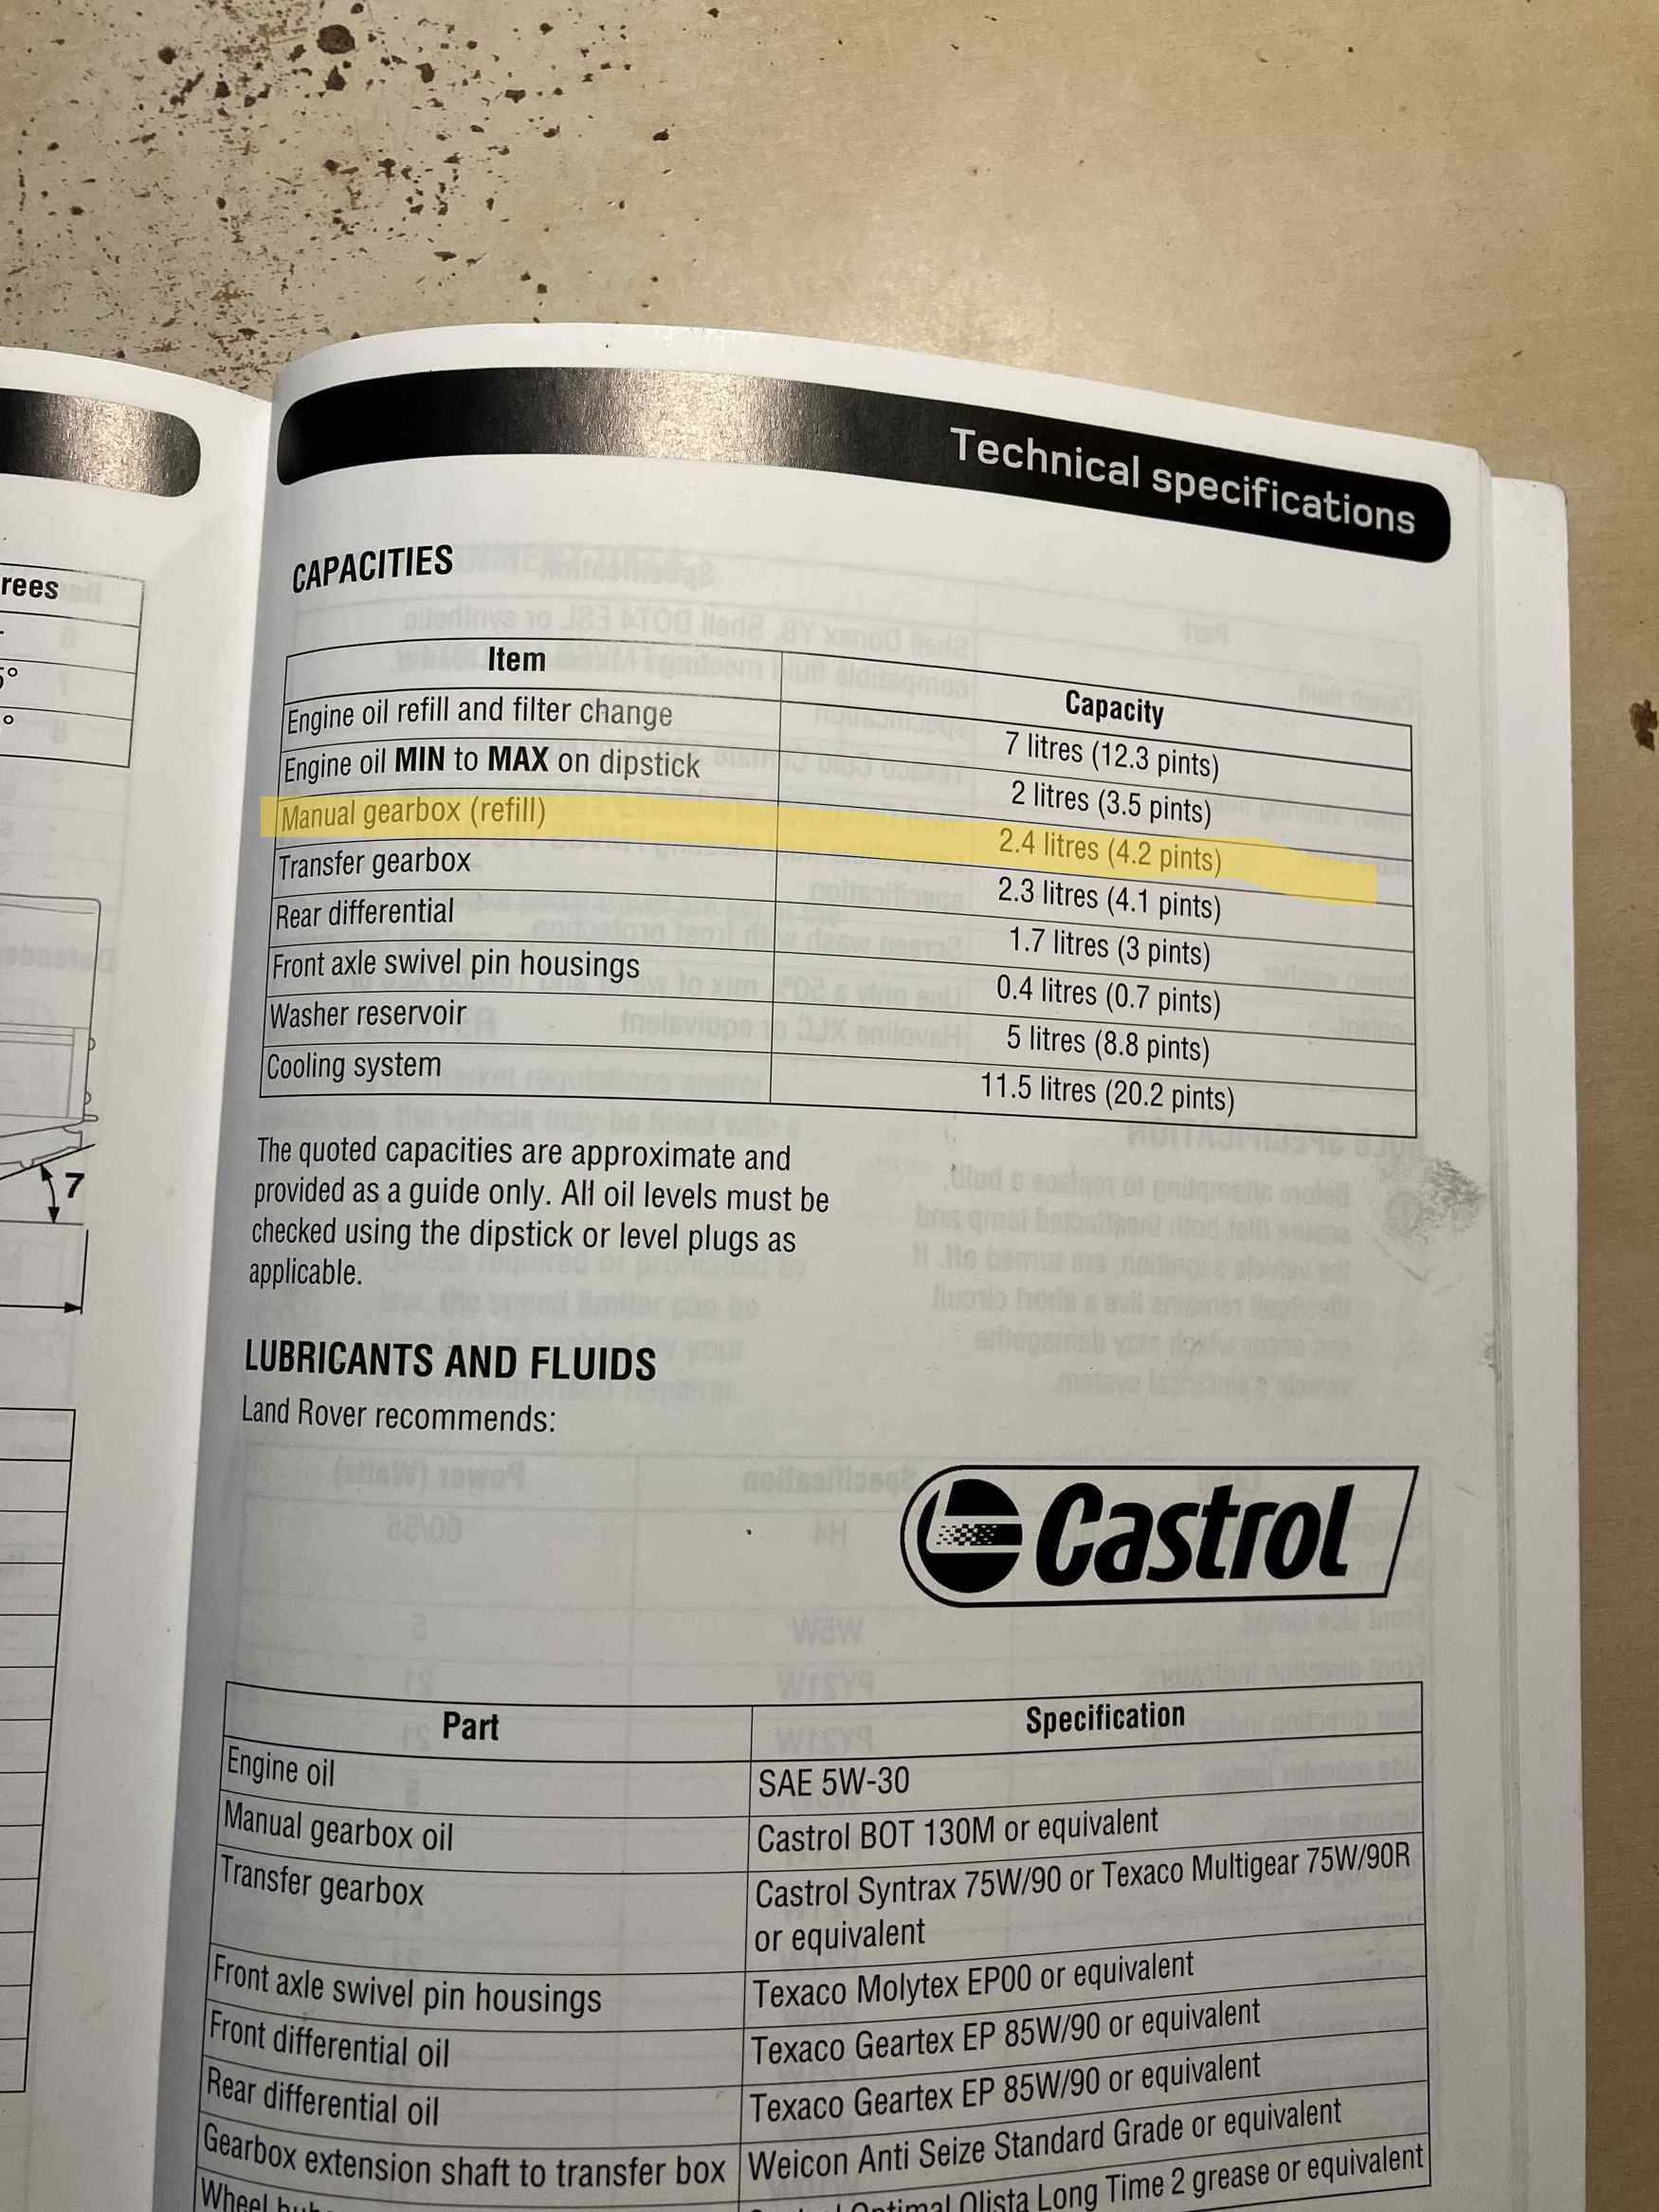 Technical specifications
rees
5°
°
7
CAPACITIES
Item Capacity
Engine oil refill and filter change 7 litres (12.3 pints)
Engine oil MIN to MAX on dipstick 2 litres (3.5 pints)
Manual gearbox (refill) 2.4 litres (4.2 pints)
Transfer gearbox 2.3 litres (4.1 pints)
Rear differential 1.7 litres (3 pints)
Front axle swivel pin housings 0.4 litres (0.7 pints)
Washer reservoir 5 litres (8.8 pints)
Cooling system 11.5 litres (20.2 pints)
The quoted capacities are approximate and
provided as a guide only. All oil levels must be
checked using the dipstick or level plugs as
applicable.
LUBRICANTS AND FLUIDS
Land Rover recommends:
Castrol
Part Specification
Engine oil SAE 5W-30
Manual gearbox oil Castrol BOT 130M or equivalent
Transfer gearbox Castrol Syntrax 75W/90 or Texaco Multigear 75W/90R
or equivalent
Front axle swivel pin housings Texaco Molytex EP00 or equivalent
Front differential oil Texaco Geartex EP 85W/90 or equivalent
Rear differential oil Texaco Geartex EP 85W/90 or equivalent
Gearbox extension shaft to transfer box Weicon Anti Seize Standard Grade or equivalent
Wheel Optimal Olista Long Time 2 grease or equivalent